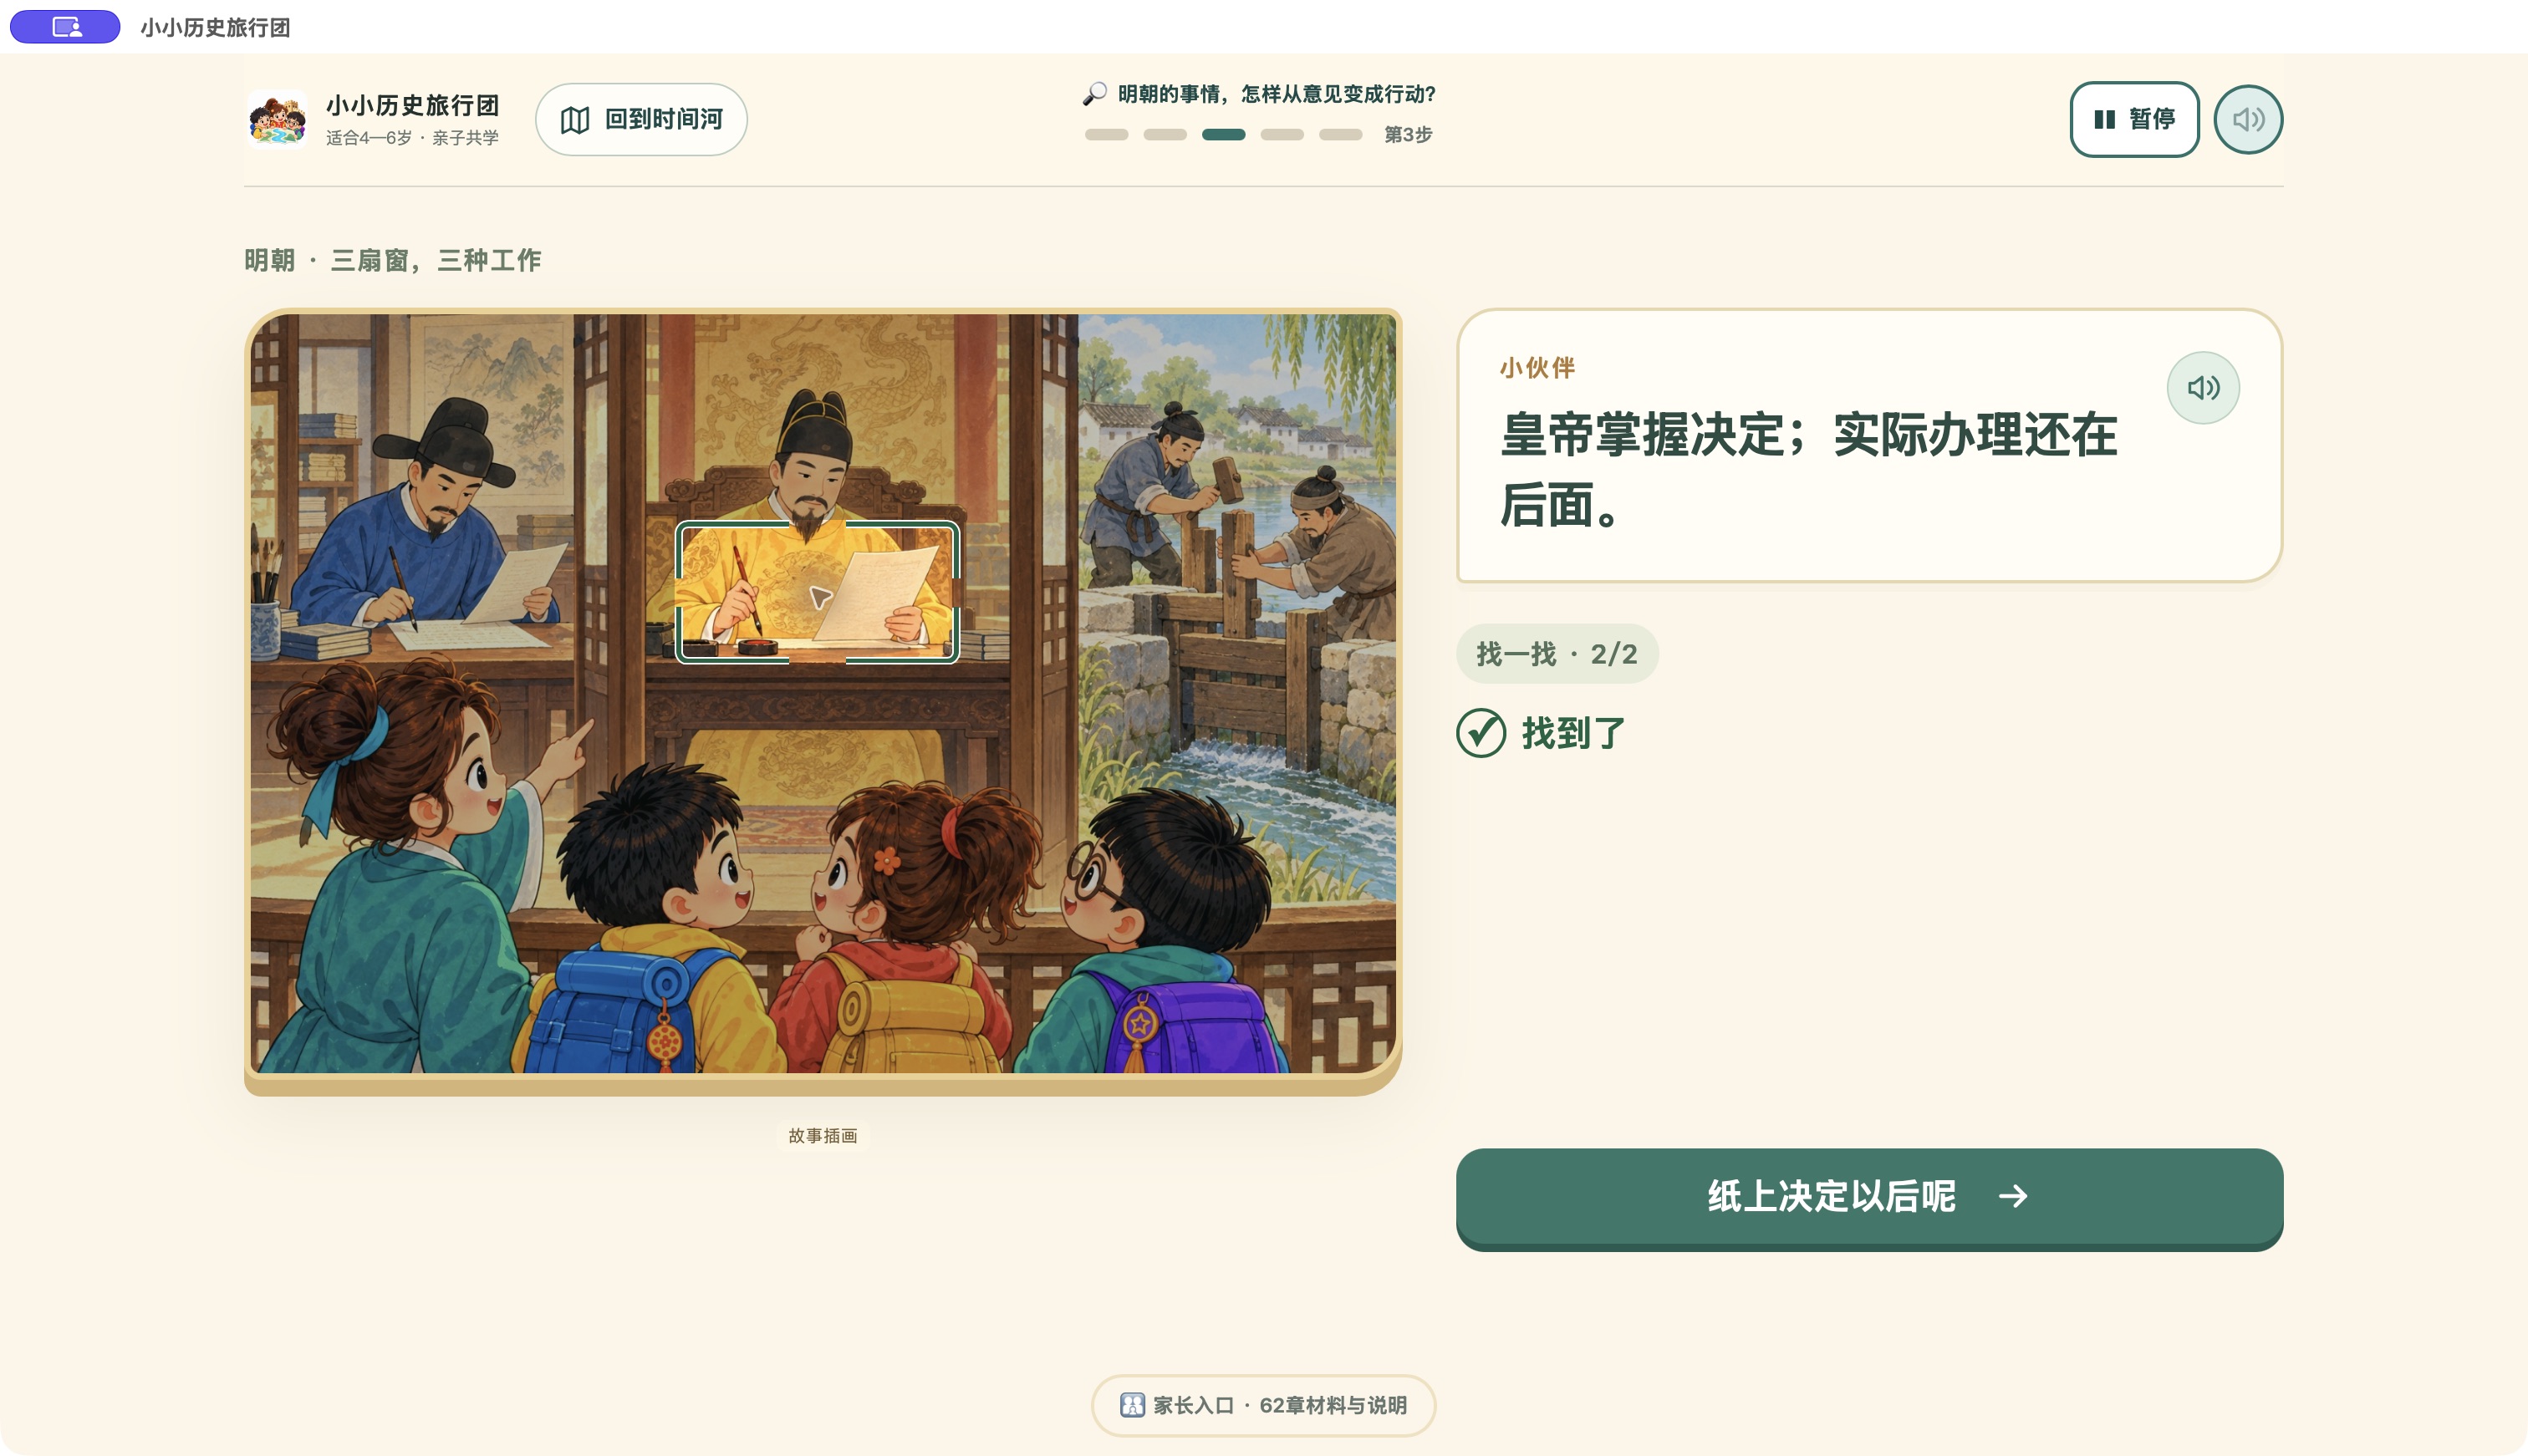 小小历史旅行团
小小历史旅行团
适合4—6岁 · 亲子共学
回到时间河
明朝的事情，怎样从意见变成行动？
第3步
暂停
明朝 · 三扇窗，三种工作
小伙伴
皇帝掌握决定；实际办理还在
后面。
找一找 · 2/2
找到了
故事插画
纸上决定以后呢
家长入口 · 62章材料与说明